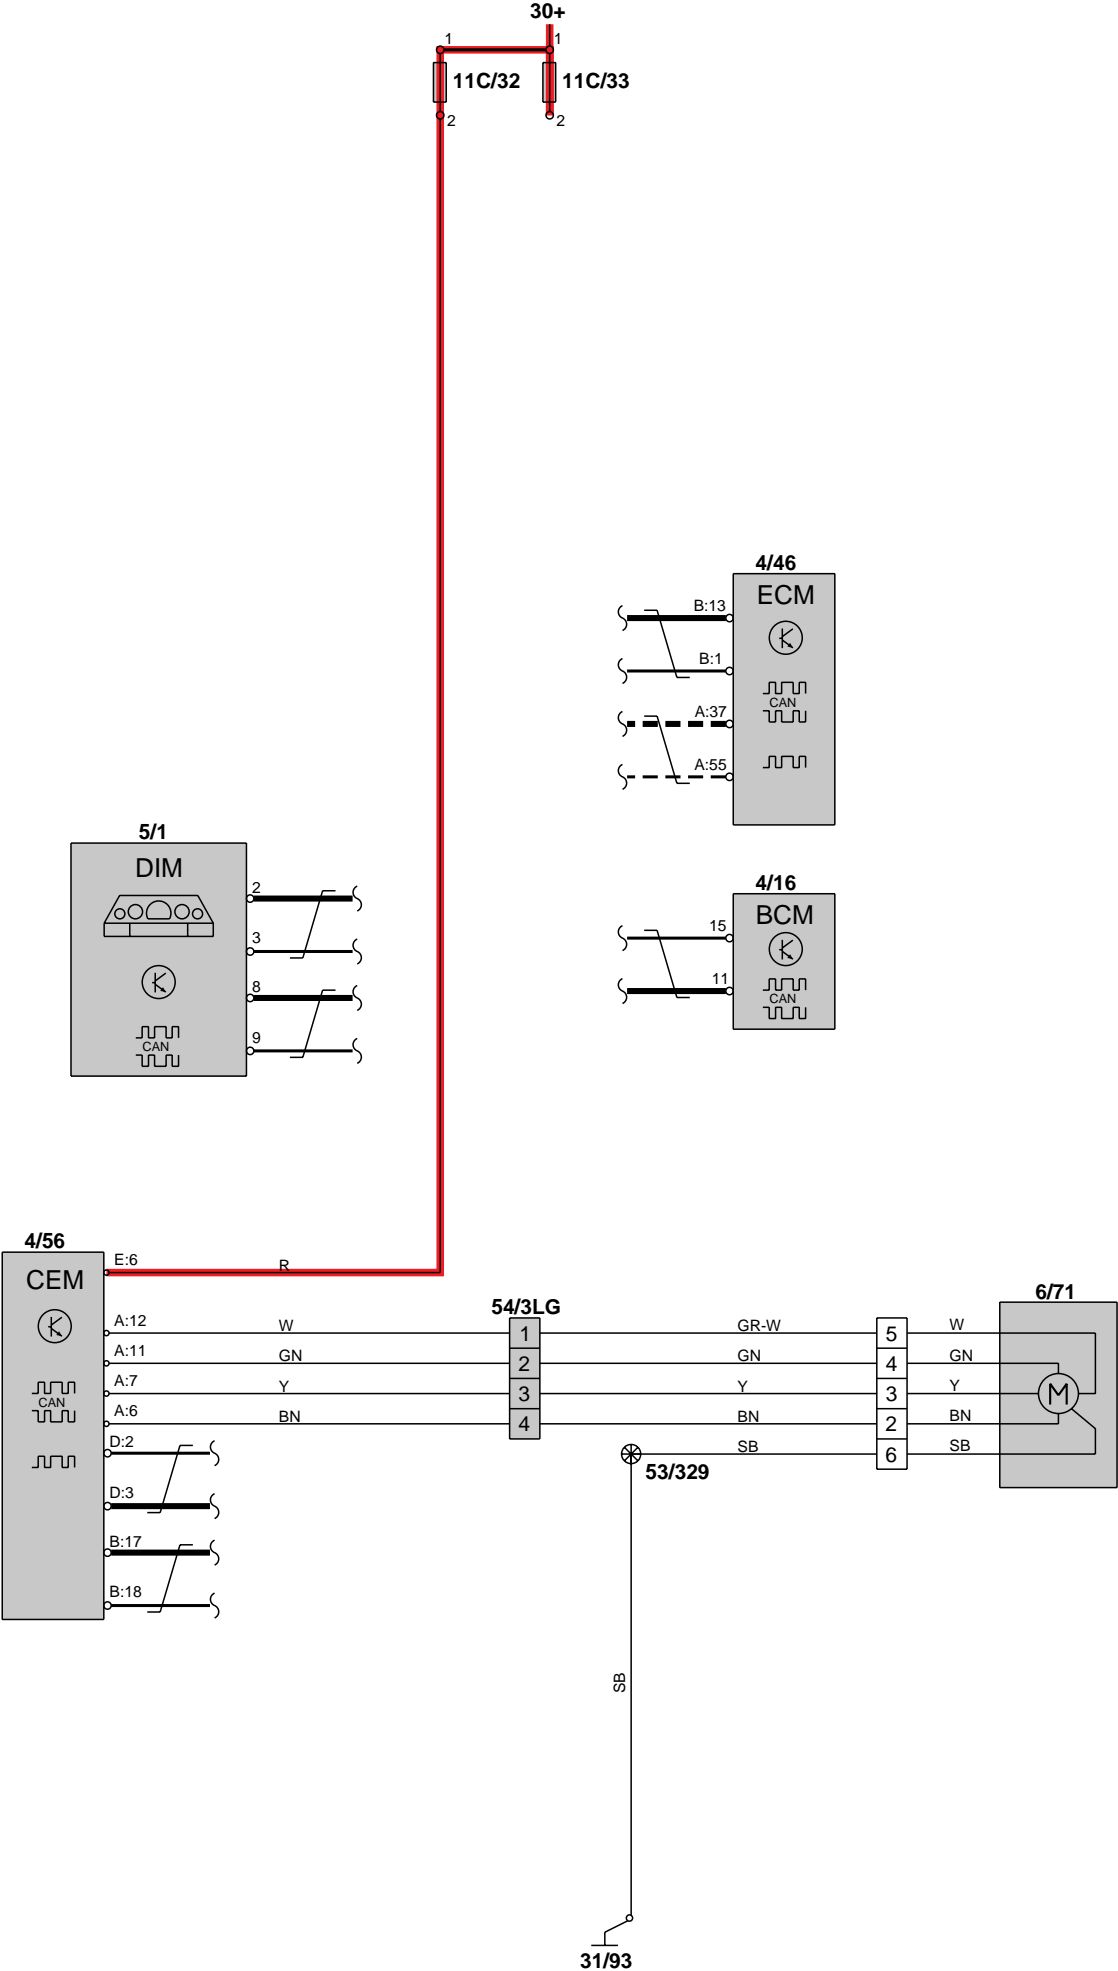 30+
1
1
11C/32
11C/33
2
2
4/46
ECM
B:13
B:1
A:37
CAN
A:55
5/1
DIM
2
3
8
9
CAN
4/16
BCM
15
11
CAN
4/56
CEM
E:6
R
54/3LG
6/71
A:12
W
1
GR-W
5
W
A:11
GN
2
GN
4
GN
A:7
Y
3
Y
3
Y
M
CAN
A:6
BN
4
BN
2
BN
D:2
SB
6
SB
53/329
D:3
B:17
B:18
SB
31/93